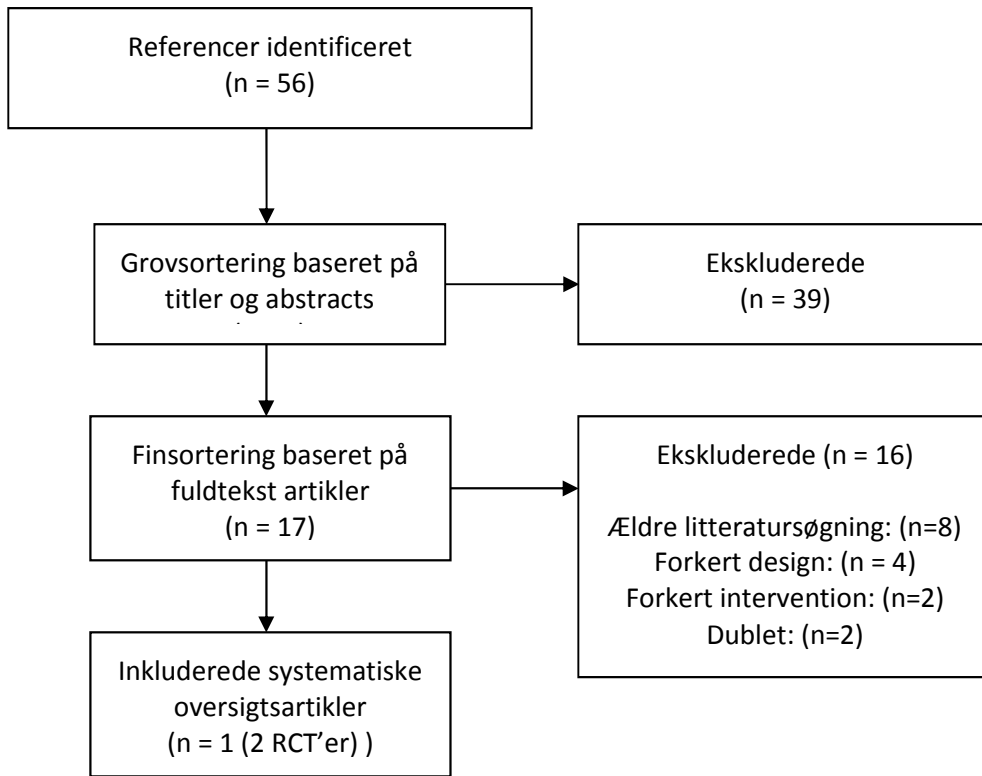 Referencer identificeret
(n = 56)
Grovsortering baseret på
titler og abstracts
Ekskluderede
(n = 39)
Finsortering baseret på
fuldtekst artikler
(n = 17)
Ekskluderede (n = 16)
Ældre litteratursøgning: (n=8)
Forkert design: (n = 4)
Forkert intervention: (n=2)
Dublet: (n=2)
Inkluderede systematiske
oversigtsartikler
(n = 1 (2 RCT’er) )